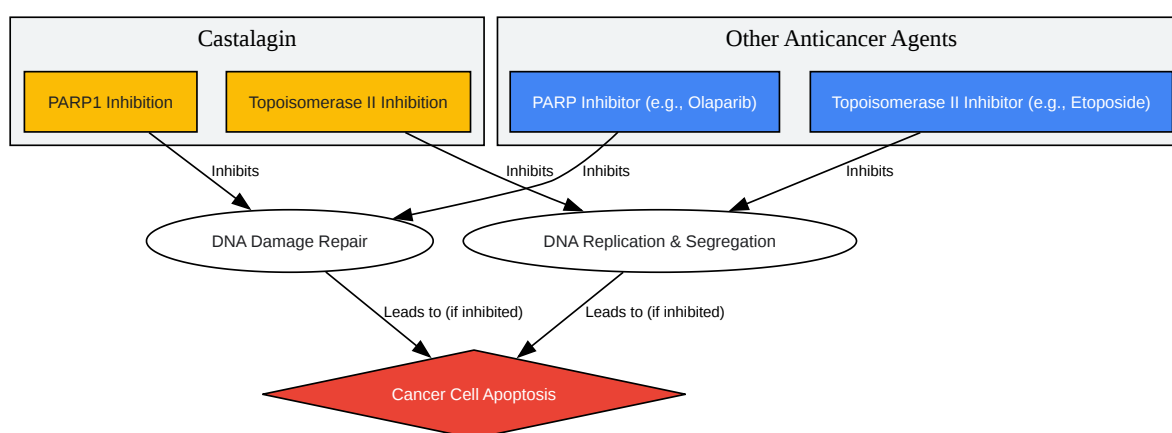 Castalagin
Other Anticancer Agents
PARP1 Inhibition
Topoisomerase II Inhibition
PARP Inhibitor (e.g., Olaparib)
Topoisomerase II Inhibitor (e.g., Etoposide)
Inhibits
Inhibits
Inhibits
Inhibits
DNA Damage Repair
DNA Replication & Segregation
Leads to (if inhibited)
Leads to (if inhibited)
Cancer Cell Apoptosis